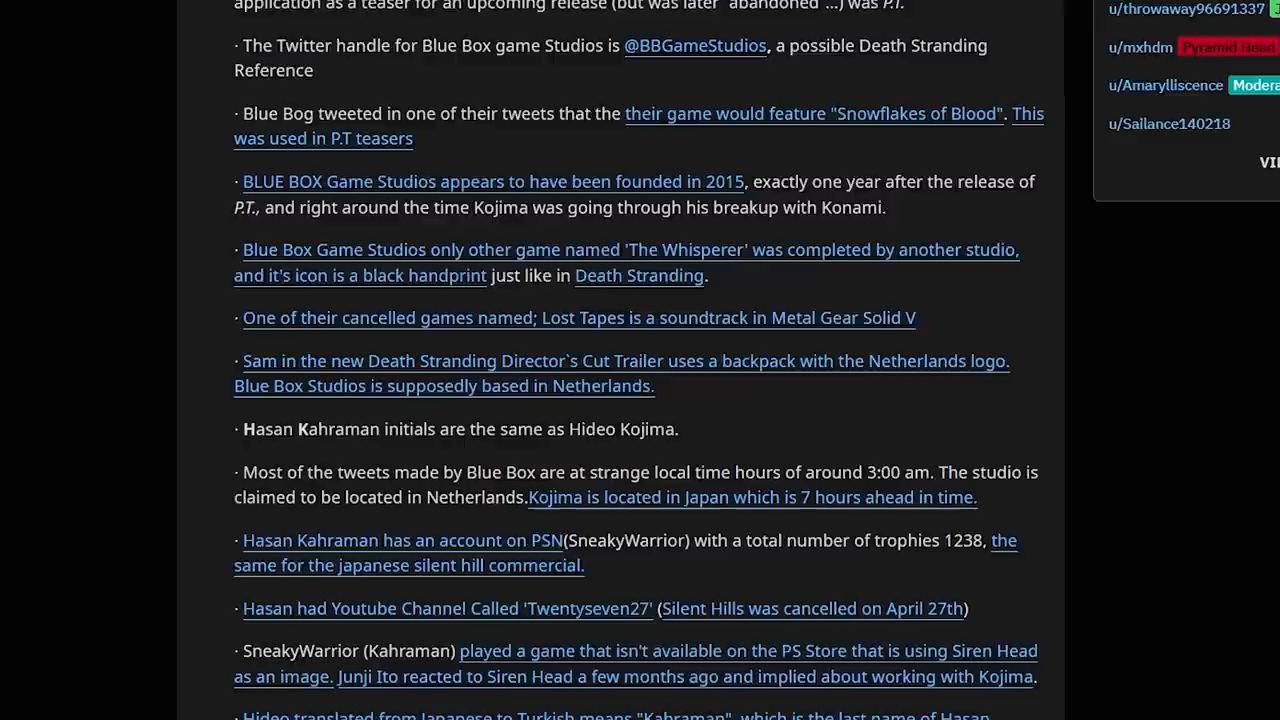 application as a teaser for an upcoming release (but was later "abandoned"...) was P.T.
· The Twitter handle for Blue Box game Studios is @BBGameStudios, a possible Death Stranding
Reference
· Blue Bog tweeted in one of their tweets that the their game would feature "Snowflakes of Blood". This
was used in P.T teasers
· BLUE BOX Game Studios appears to have been founded in 2015, exactly one year after the release of
P.T., and right around the time Kojima was going through his breakup with Konami.
· Blue Box Game Studios only other game named 'The Whisperer' was completed by another studio,
and it's icon is a black handprint just like in Death Stranding.
· One of their cancelled games named; Lost Tapes is a soundtrack in Metal Gear Solid V
· Sam in the new Death Stranding Director`s Cut Trailer uses a backpack with the Netherlands logo.
Blue Box Studios is supposedly based in Netherlands.
· Hasan Kahraman initials are the same as Hideo Kojima.
· Most of the tweets made by Blue Box are at strange local time hours of around 3:00 am. The studio is
claimed to be located in Netherlands.Kojima is located in Japan which is 7 hours ahead in time.
· Hasan Kahraman has an account on PSN(SneakyWarrior) with a total number of trophies 1238, the
same for the japanese silent hill commercial.
· Hasan had Youtube Channel Called 'Twentyseven27' (Silent Hills was cancelled on April 27th)
· SneakyWarrior (Kahraman) played a game that isn't available on the PS Store that is using Siren Head
as an image. Junji Ito reacted to Siren Head a few months ago and implied about working with Kojima.
· Hideo translated from Japanese to Turkish means "Kahraman", which is the last name of Hasan
u/throwaway96691337 J
u/mxhdm Pyramid Head
u/Amarylliscence Modera
u/Sailance140218
VI